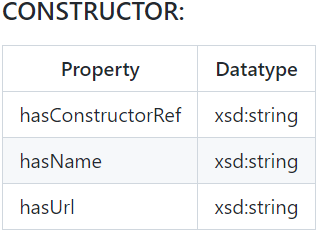 CONSTRUCTOR:
Property Datatype
hasConstructorRef xsd:string
hasName xsd:string
hasUrl xsd:string